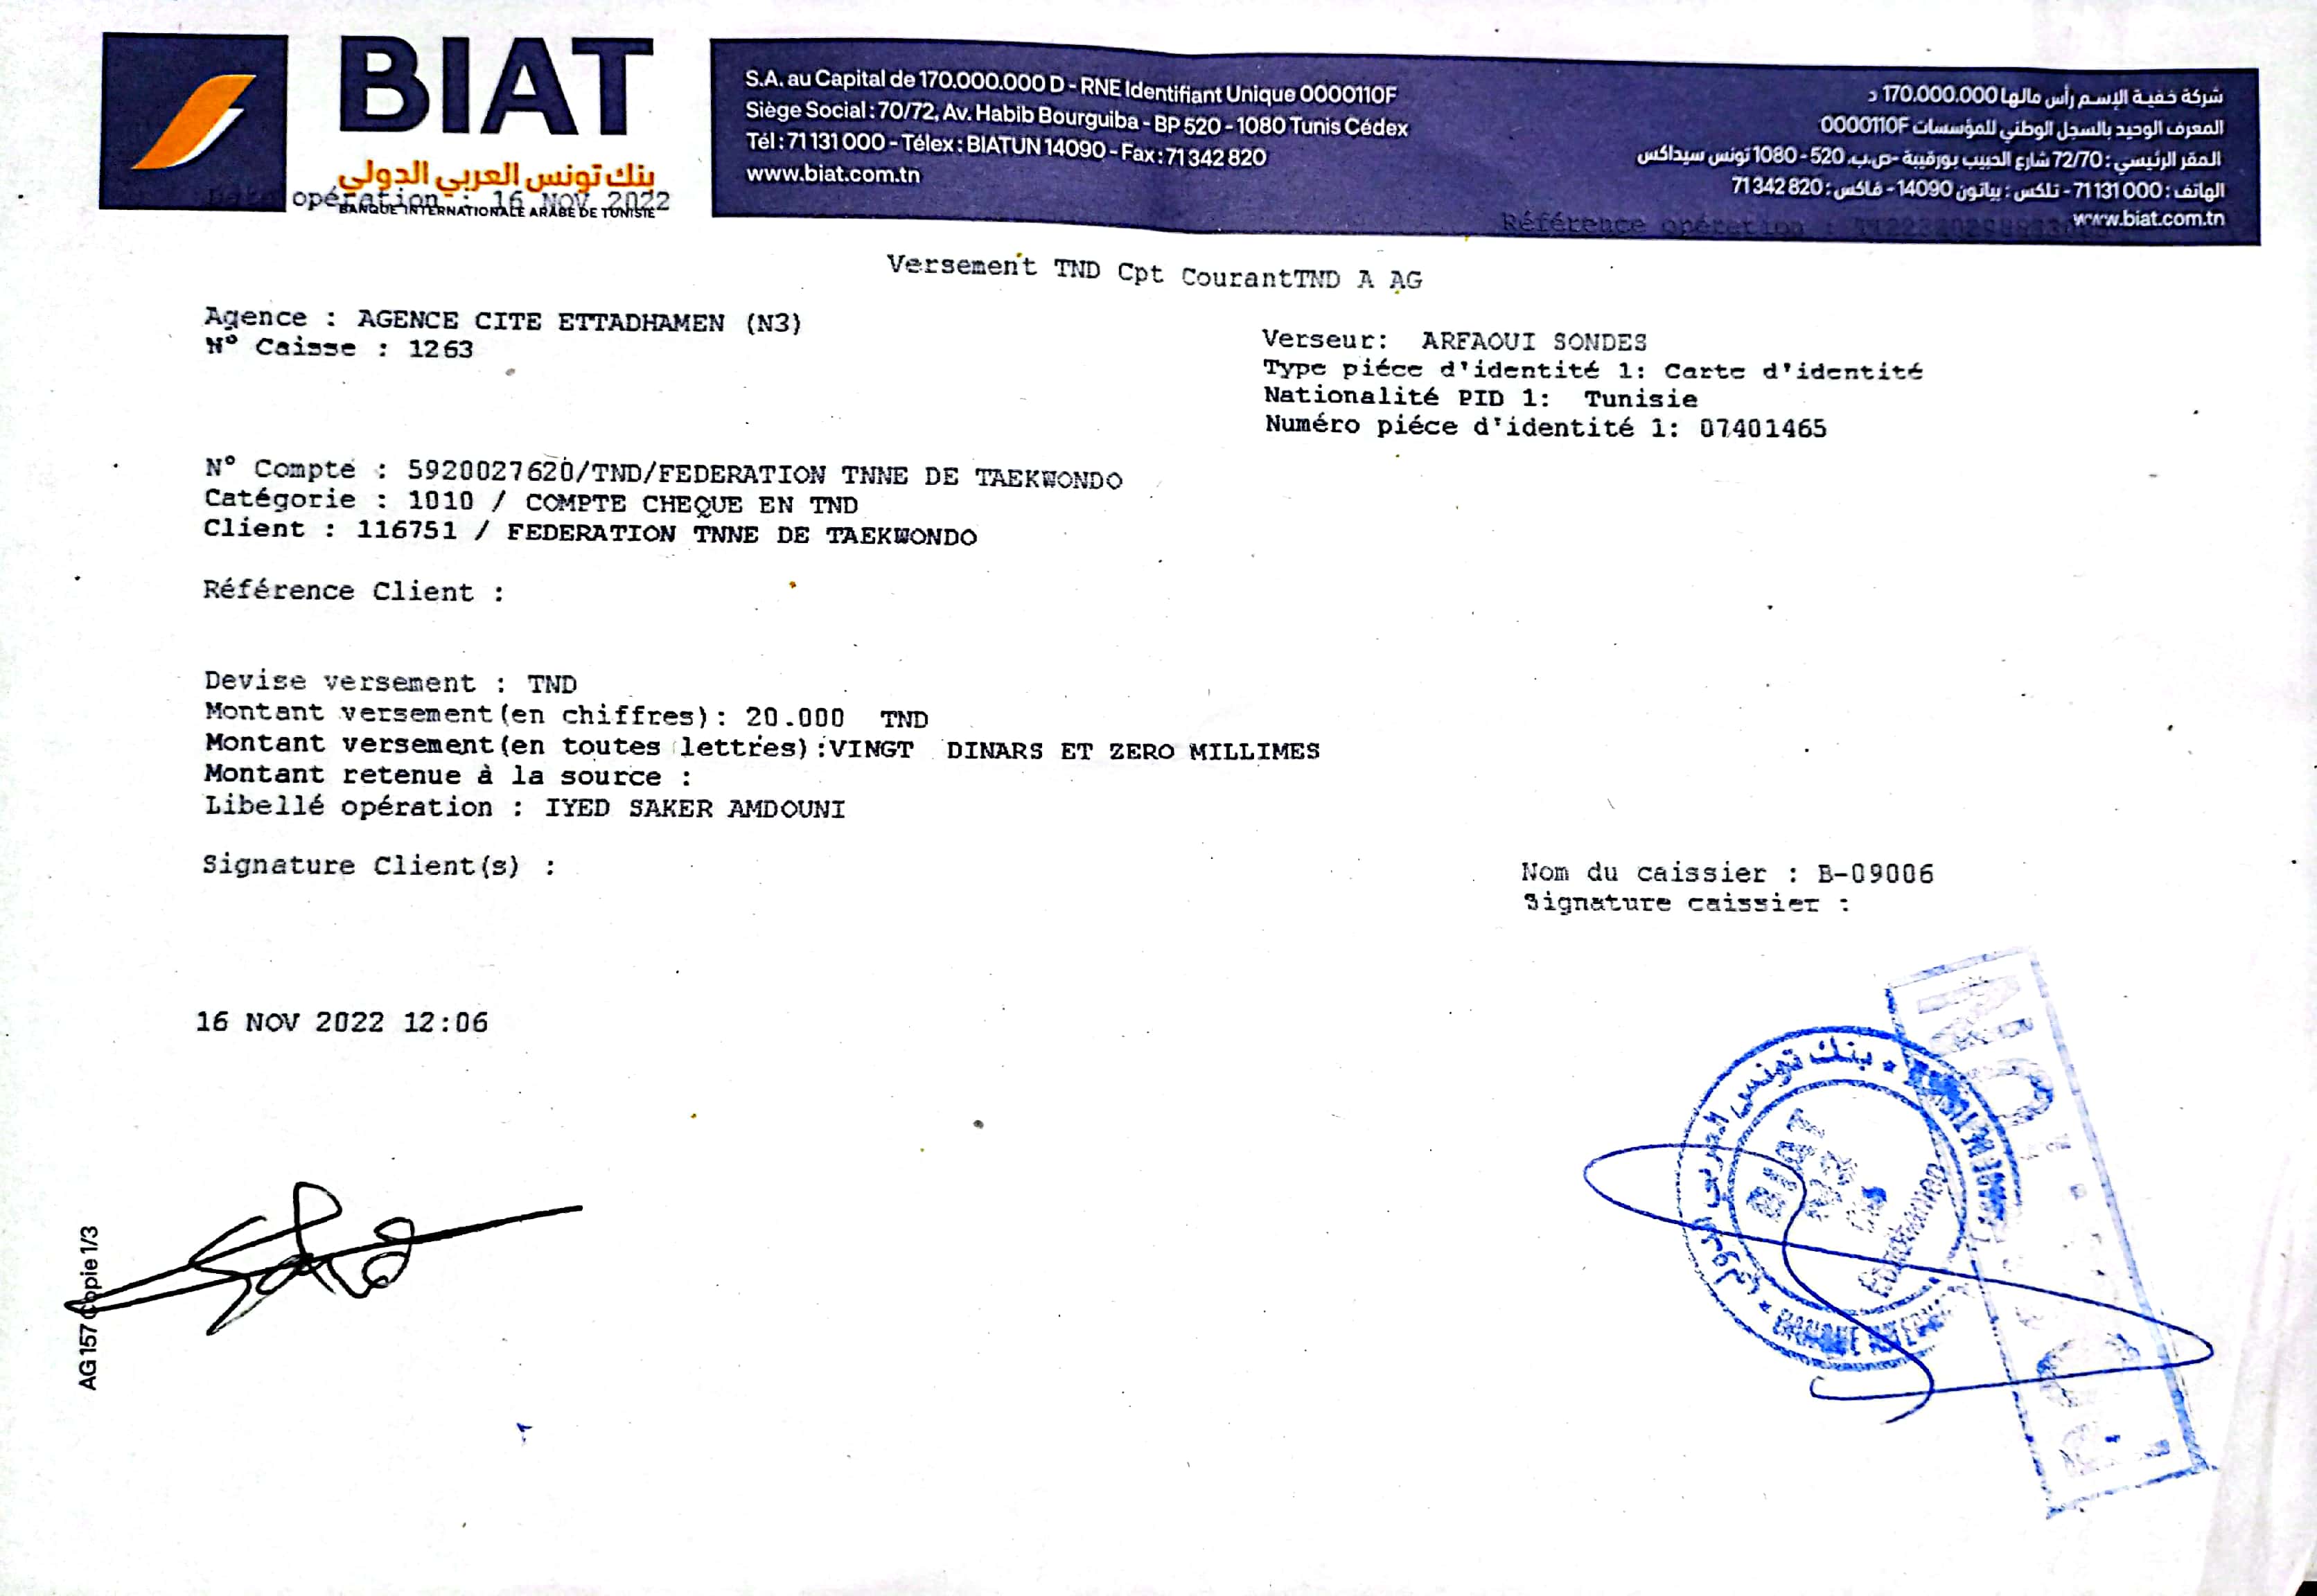 BIAT
بنك تونس العربي الدولي
BANQUE INTERNATIONALE ARABE DE TUNISIE
opération : 16 NOV 2022
S.A. au Capital de 170.000.000 D - RNE Identifiant Unique 0000110F
Siège Social : 70/72, Av. Habib Bourguiba - BP 520 - 1080 Tunis Cédex
Tél : 71 131 000 - Télex : BIATUN 14090 - Fax : 71 342 820
www.biat.com.tn
شركة خفية الإسم رأس مالها 170.000.000 د
المعرف الوحيد بالسجل الوطني للمؤسسات 0000110F
المقر الرئيسي : 72/70 شارع الحبيب بورقيبة -ص.ب. 520 - 1080 تونس سيداكس
الهاتف : 71131 000 - تلكس : بياتون 14090 - فاكس : 71 342 820
www.biat.com.tn
Référence opération :
Versement TND Cpt CourantTND A AG
Agence : AGENCE CITE ETTADHAMEN (N3)
N° Caisse : 1263
Verseur: ARFAOUI SONDES
Type piéce d'identité 1: Carte d'identité
Nationalité PID 1: Tunisie
Numéro piéce d'identité 1: 07401465
N° Compte : 5920027620/TND/FEDERATION TNNE DE TAEKWONDO
Catégorie : 1010 / COMPTE CHEQUE EN TND
Client : 116751 / FEDERATION TNNE DE TAEKWONDO
Référence Client :
Devise versement : TND
Montant versement(en chiffres): 20.000 TND
Montant versement(en toutes lettres) :VINGT DINARS ET ZERO MILLIMES
Montant retenue à la source :
Libellé opération : IYED SAKER AMDOUNI
Signature Client(s) :
Nom du caissier : B-09006
Signature caissier :
16 NOV 2022 12:06
بنك تونس العربي الدولي
BIAT
BANQUE
AG 157 Copie 1/3